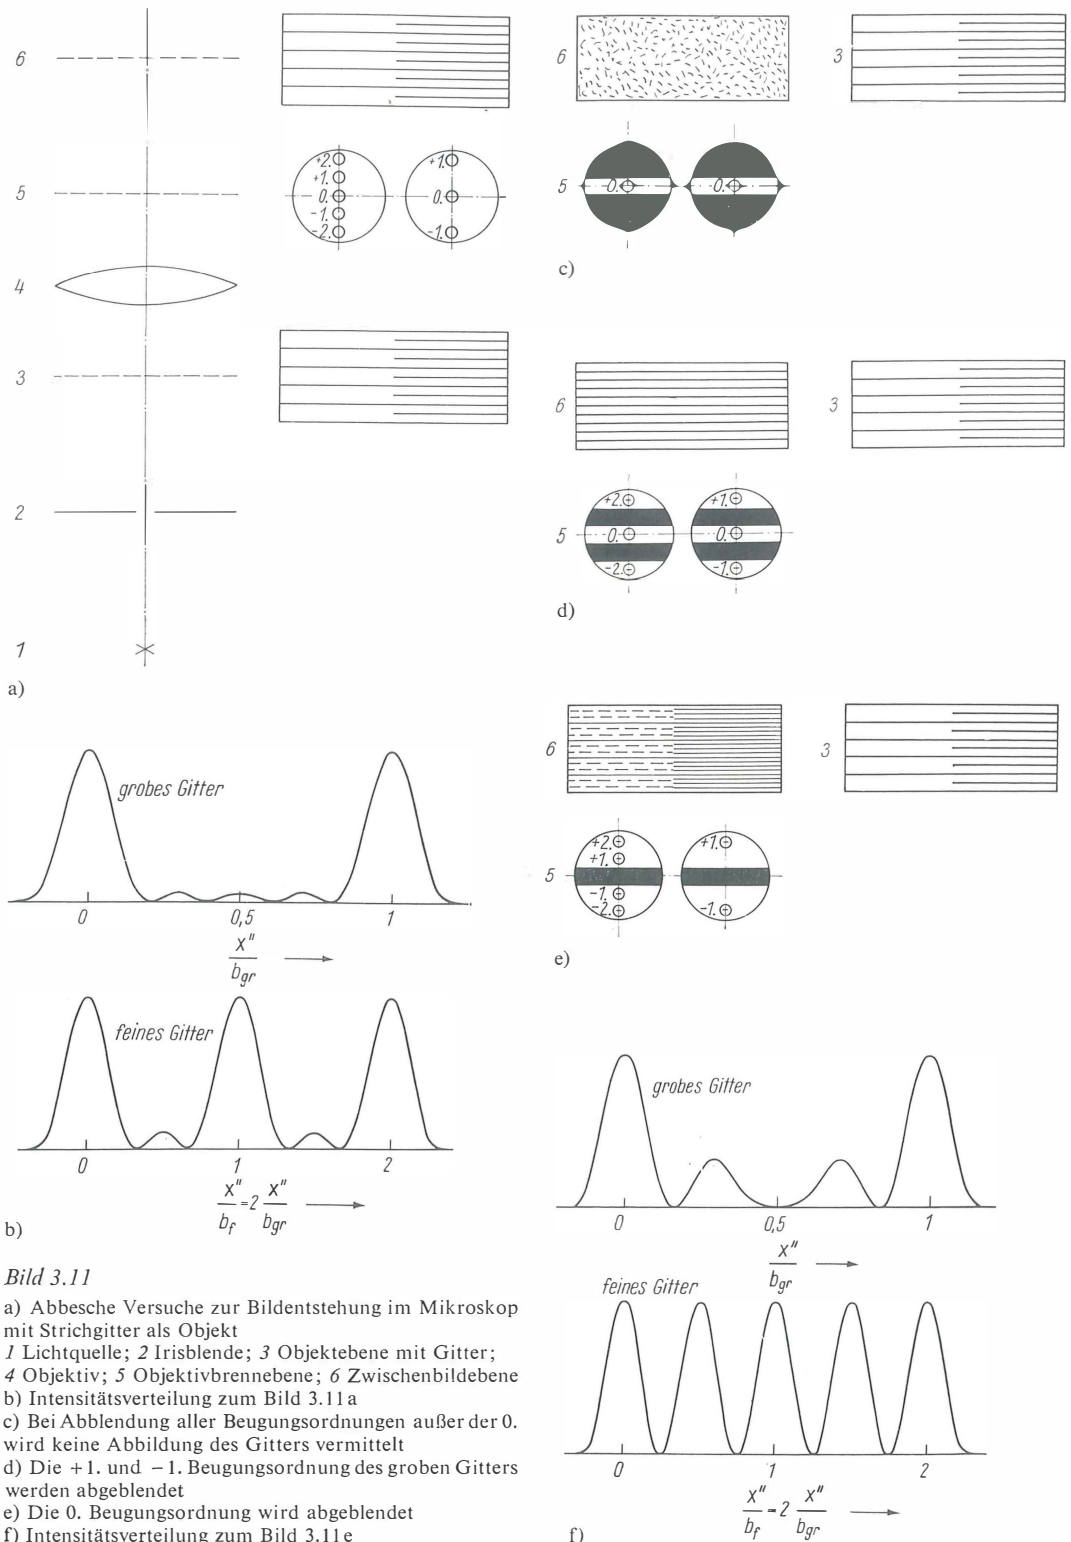 6
5
+2.
+1.
0.
-1.
-2.
+1.
0.
-1.
4
3
2
1
a)
grobes Gitter
0
0,5
1
x"
b_gr
feines Gitter
0
1
2
x"/b_f = 2 x"/b_gr
b)
6
3
5
0.
0.
c)
6
3
5
+2.
0.
-2.
+1.
0.
-1.
d)
6
3
5
+2.
+1.
-1.
-2.
+1.
-1.
e)
grobes Gitter
0
0,5
1
x"
b_gr
feines Gitter
0
1
2
x"/b_f = 2 x"/b_gr
f)
Bild 3.11
a) Abbesche Versuche zur Bildentstehung im Mikroskop
mit Strichgitter als Objekt
1 Lichtquelle; 2 Irisblende; 3 Objektebene mit Gitter;
4 Objektiv; 5 Objektivbrennebene; 6 Zwischenbildebene
b) Intensitätsverteilung zum Bild 3.11a
c) Bei Abblendung aller Beugungsordnungen außer der 0.
wird keine Abbildung des Gitters vermittelt
d) Die +1. und −1. Beugungsordnung des groben Gitters
werden abgeblendet
e) Die 0. Beugungsordnung wird abgeblendet
f) Intensitätsverteilung zum Bild 3.11e